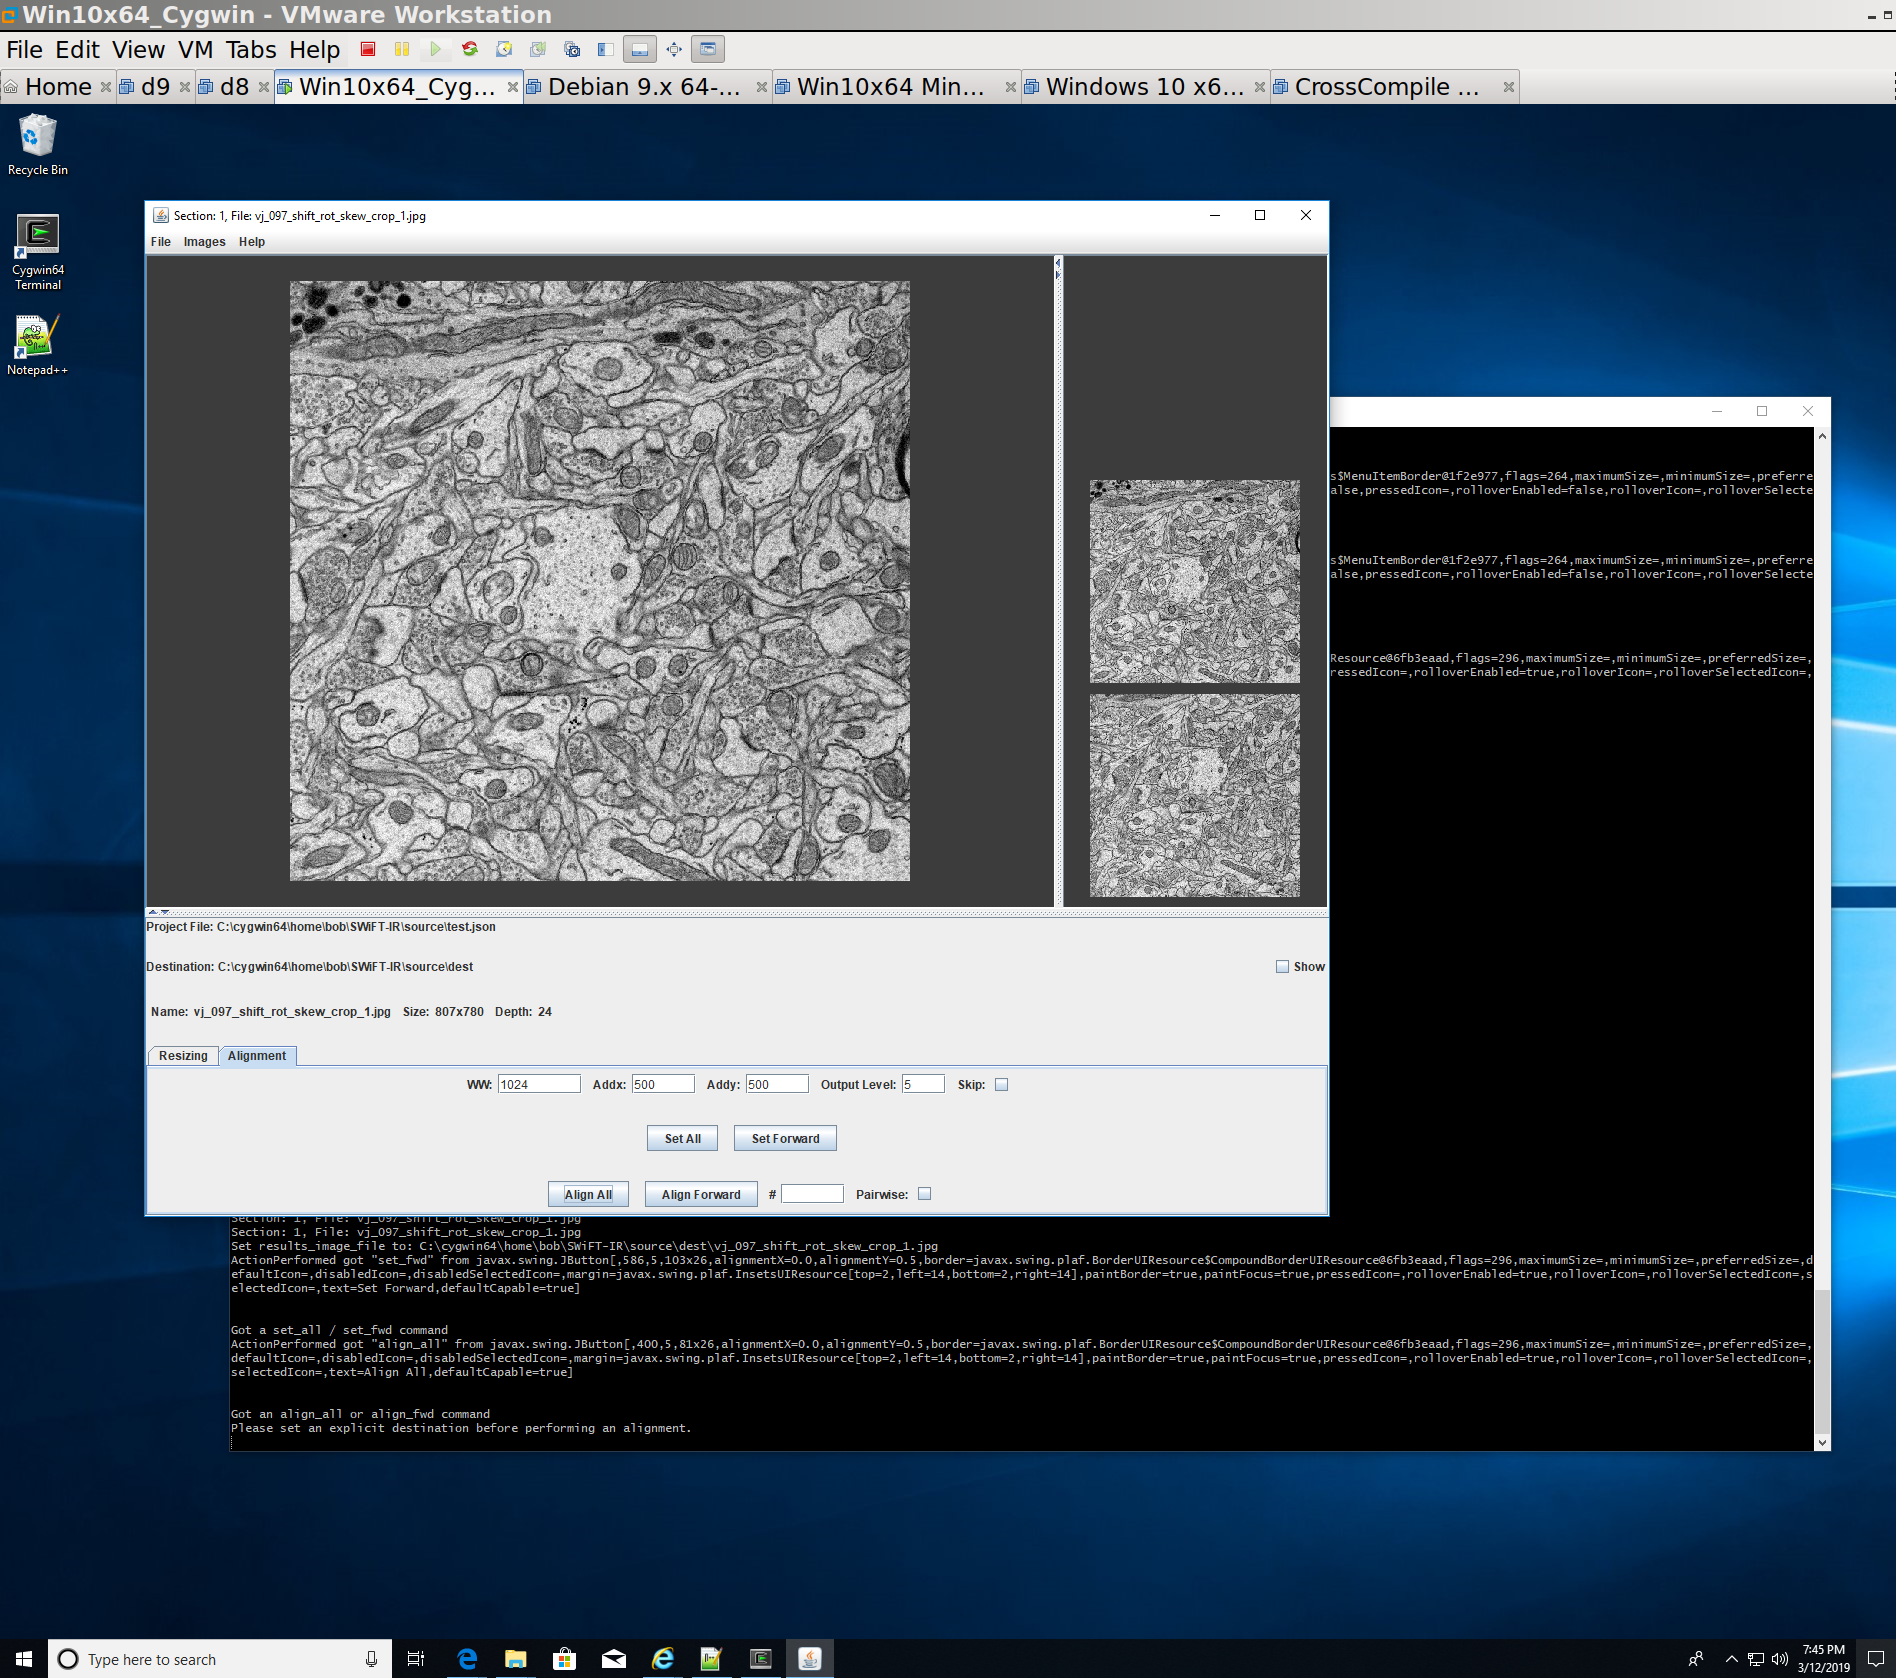 Win10x64_Cygwin - VMware Workstation
File Edit View VM Tabs Help
Home d9 d8 Win10x64_Cyg... Debian 9.x 64-... Win10x64 Min... Windows 10 x6... CrossCompile ...
Recycle Bin
Cygwin64
Terminal
Notepad++
Section: 1, File: vj_097_shift_rot_skew_crop_1.jpg
File Images Help
s$MenuItemBorder@1f2e977,flags=264,maximumSize=,minimumSize=,preferre
alse,pressedIcon=,rolloverEnabled=false,rolloverIcon=,rolloverSelecte
s$MenuItemBorder@1f2e977,flags=264,maximumSize=,minimumSize=,preferre
alse,pressedIcon=,rolloverEnabled=false,rolloverIcon=,rolloverSelecte
Resource@6fb3eaad,flags=296,maximumSize=,minimumSize=,preferredSize=,
ressedIcon=,rolloverEnabled=true,rolloverIcon=,rolloverSelectedIcon=,
Project File: C:\cygwin64\home\bob\SWiFT-IR\source\test.json
Destination: C:\cygwin64\home\bob\SWiFT-IR\source\dest
Show
Name: vj_097_shift_rot_skew_crop_1.jpg Size: 807x780 Depth: 24
Resizing Alignment
WW: 1024 Addx: 500 Addy: 500 Output Level: 5 Skip:
Set All Set Forward
Align All Align Forward # Pairwise:
Section: 1, File: vj_097_shift_rot_skew_crop_1.jpg
Section: 1, File: vj_097_shift_rot_skew_crop_1.jpg
Set results_image_file to: C:\cygwin64\home\bob\SWiFT-IR\source\dest\vj_097_shift_rot_skew_crop_1.jpg
ActionPerformed got "set_fwd" from javax.swing.JButton[,586,5,103x26,alignmentX=0.0,alignmentY=0.5,border=javax.swing.plaf.BorderUIResource$CompoundBorderUIResource@6fb3eaad,flags=296,maximumSize=,minimumSize=,preferredSize=,d
efaultIcon=,disabledIcon=,disabledSelectedIcon=,margin=javax.swing.plaf.InsetsUIResource[top=2,left=14,bottom=2,right=14],paintBorder=true,paintFocus=true,pressedIcon=,rolloverEnabled=true,rolloverIcon=,rolloverSelectedIcon=,s
electedIcon=,text=Set Forward,defaultCapable=true]
Got a set_all / set_fwd command
ActionPerformed got "align_all" from javax.swing.JButton[,400,5,81x26,alignmentX=0.0,alignmentY=0.5,border=javax.swing.plaf.BorderUIResource$CompoundBorderUIResource@6fb3eaad,flags=296,maximumSize=,minimumSize=,preferredSize=,
defaultIcon=,disabledIcon=,disabledSelectedIcon=,margin=javax.swing.plaf.InsetsUIResource[top=2,left=14,bottom=2,right=14],paintBorder=true,paintFocus=true,pressedIcon=,rolloverEnabled=true,rolloverIcon=,rolloverSelectedIcon=,
selectedIcon=,text=Align All,defaultCapable=true]
Got an align_all or align_fwd command
Please set an explicit destination before performing an alignment.
Type here to search
7:45 PM
3/12/2019